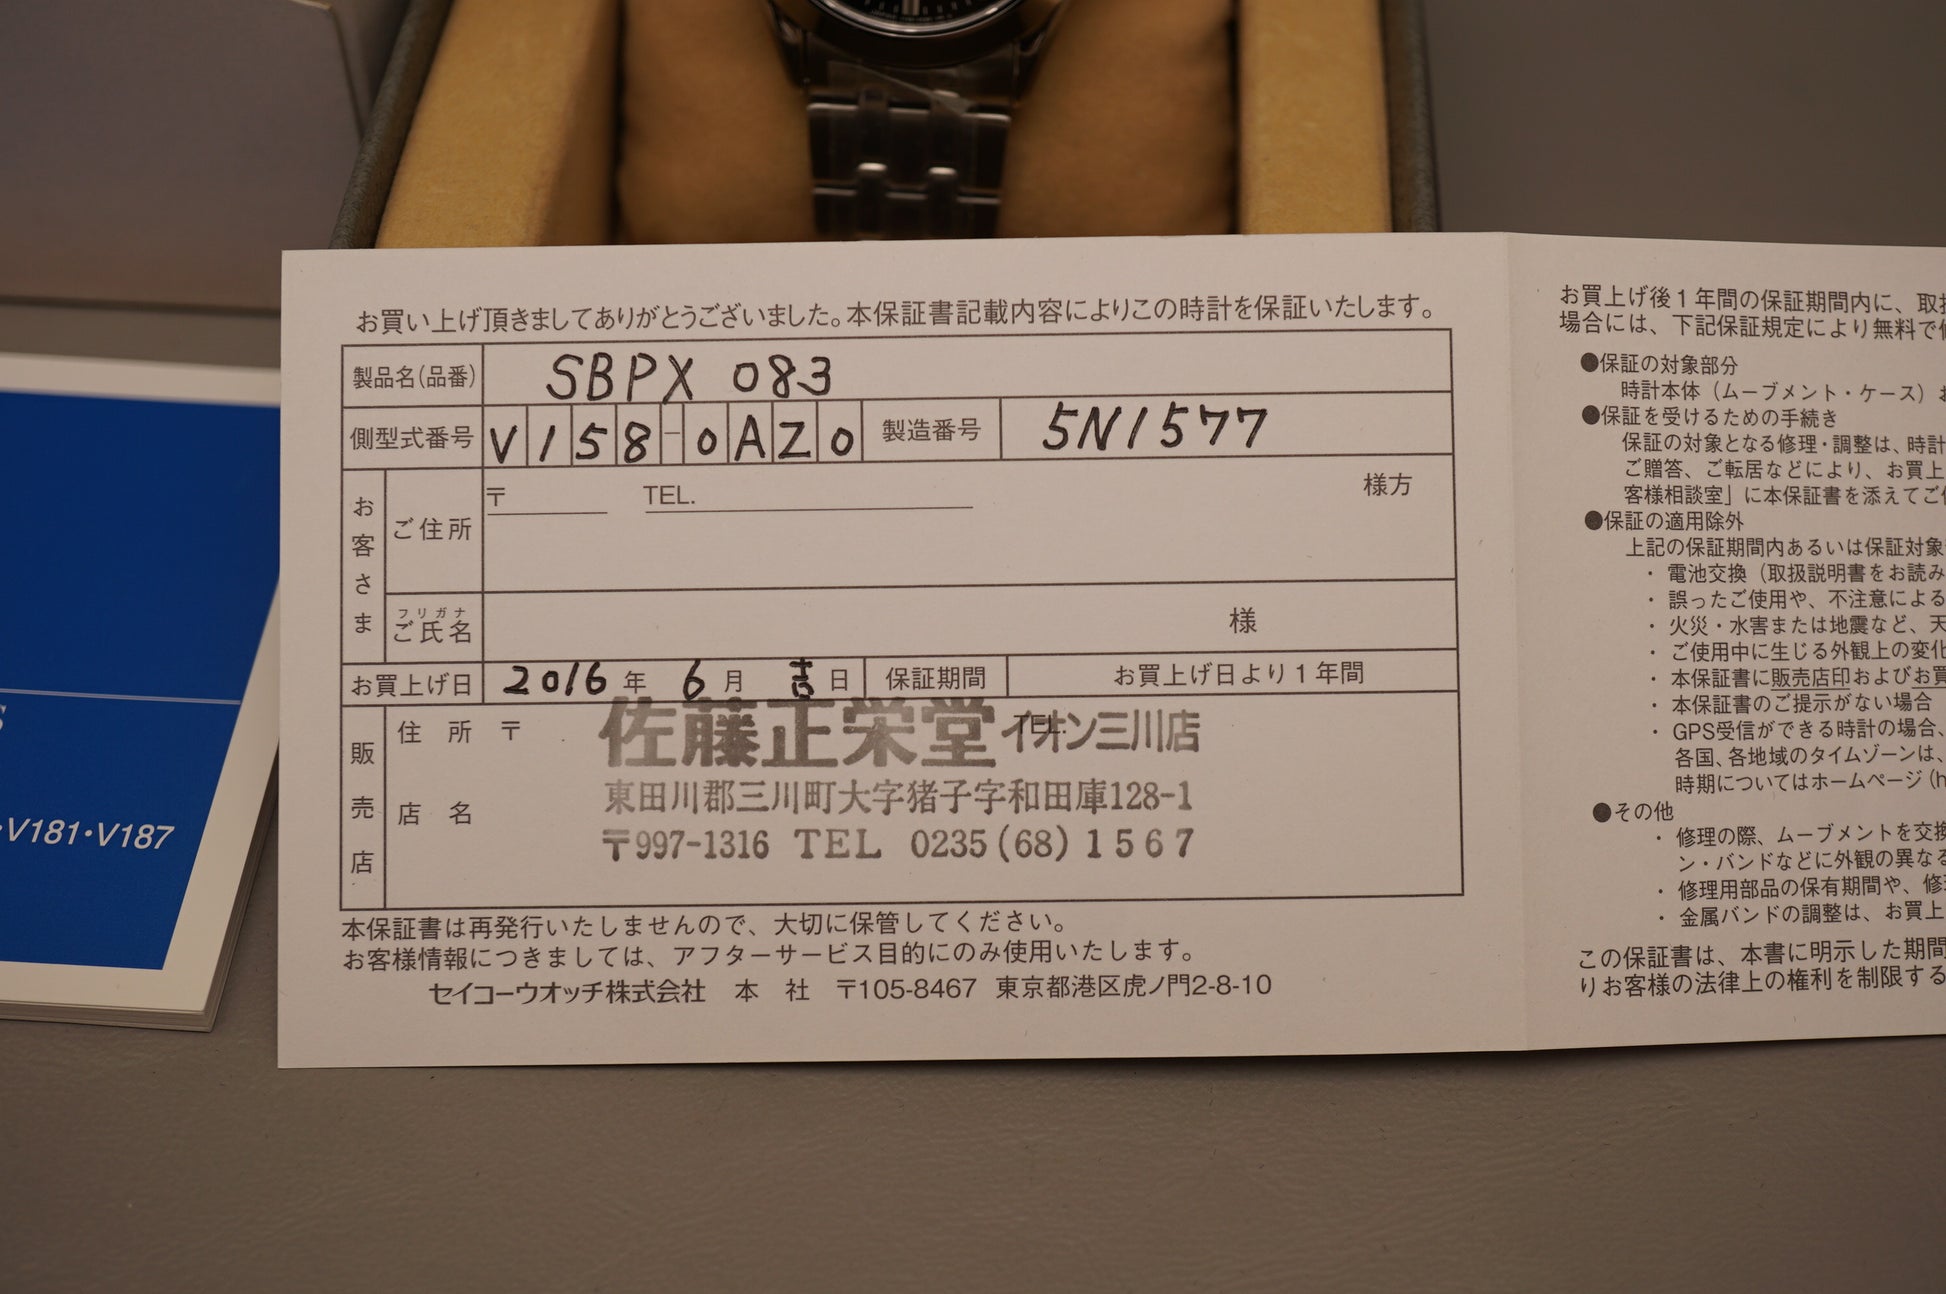 お買い上げ頂きましてありがとうございました。本保証書記載内容によりこの時計を保証いたします。
製品名(品番) SBPX 083
側型式番号 V158-0AZ0 製造番号 5N1577
お客さま
ご住所 〒 TEL. 様方
フリガナ
ご氏名 様
お買上げ日 2016年 6月 吉日 保証期間 お買上げ日より1年間
販売店
住所 〒 TEL.
店名
佐藤正栄堂 イオン三川店
東田川郡三川町大字猪子字和田庫128-1
〒997-1316 TEL 0235(68)1567
本保証書は再発行いたしませんので、大切に保管してください。
お客様情報につきましては、アフターサービス目的にのみ使用いたします。
セイコーウオッチ株式会社 本 社 〒105-8467 東京都港区虎ノ門2-8-10
お買上げ後1年間の保証期間内に、取
場合には、下記保証規定により無料で
●保証の対象部分
時計本体(ムーブメント・ケース)
●保証を受けるための手続き
保証の対象となる修理・調整は、時計
ご贈答、ご転居などにより、お買上
客様相談室」に本保証書を添えてご
●保証の適用除外
上記の保証期間内あるいは保証対象
・ 電池交換(取扱説明書をお読み
・ 誤ったご使用や、不注意による
・ 火災・水害または地震など、天
・ ご使用中に生じる外観上の変化
・ 本保証書に販売店印およびお買
・ 本保証書のご提示がない場合
・ GPS受信ができる時計の場合、
各国、各地域のタイムゾーンは、
時期についてはホームページ(h
●その他
・ 修理の際、ムーブメントを交換
ン・バンドなどに外観の異なる
・ 修理用部品の保有期間や、修
・ 金属バンドの調整は、お買上
この保証書は、本書に明示した期間
りお客様の法律上の権利を制限する
・V181・V187